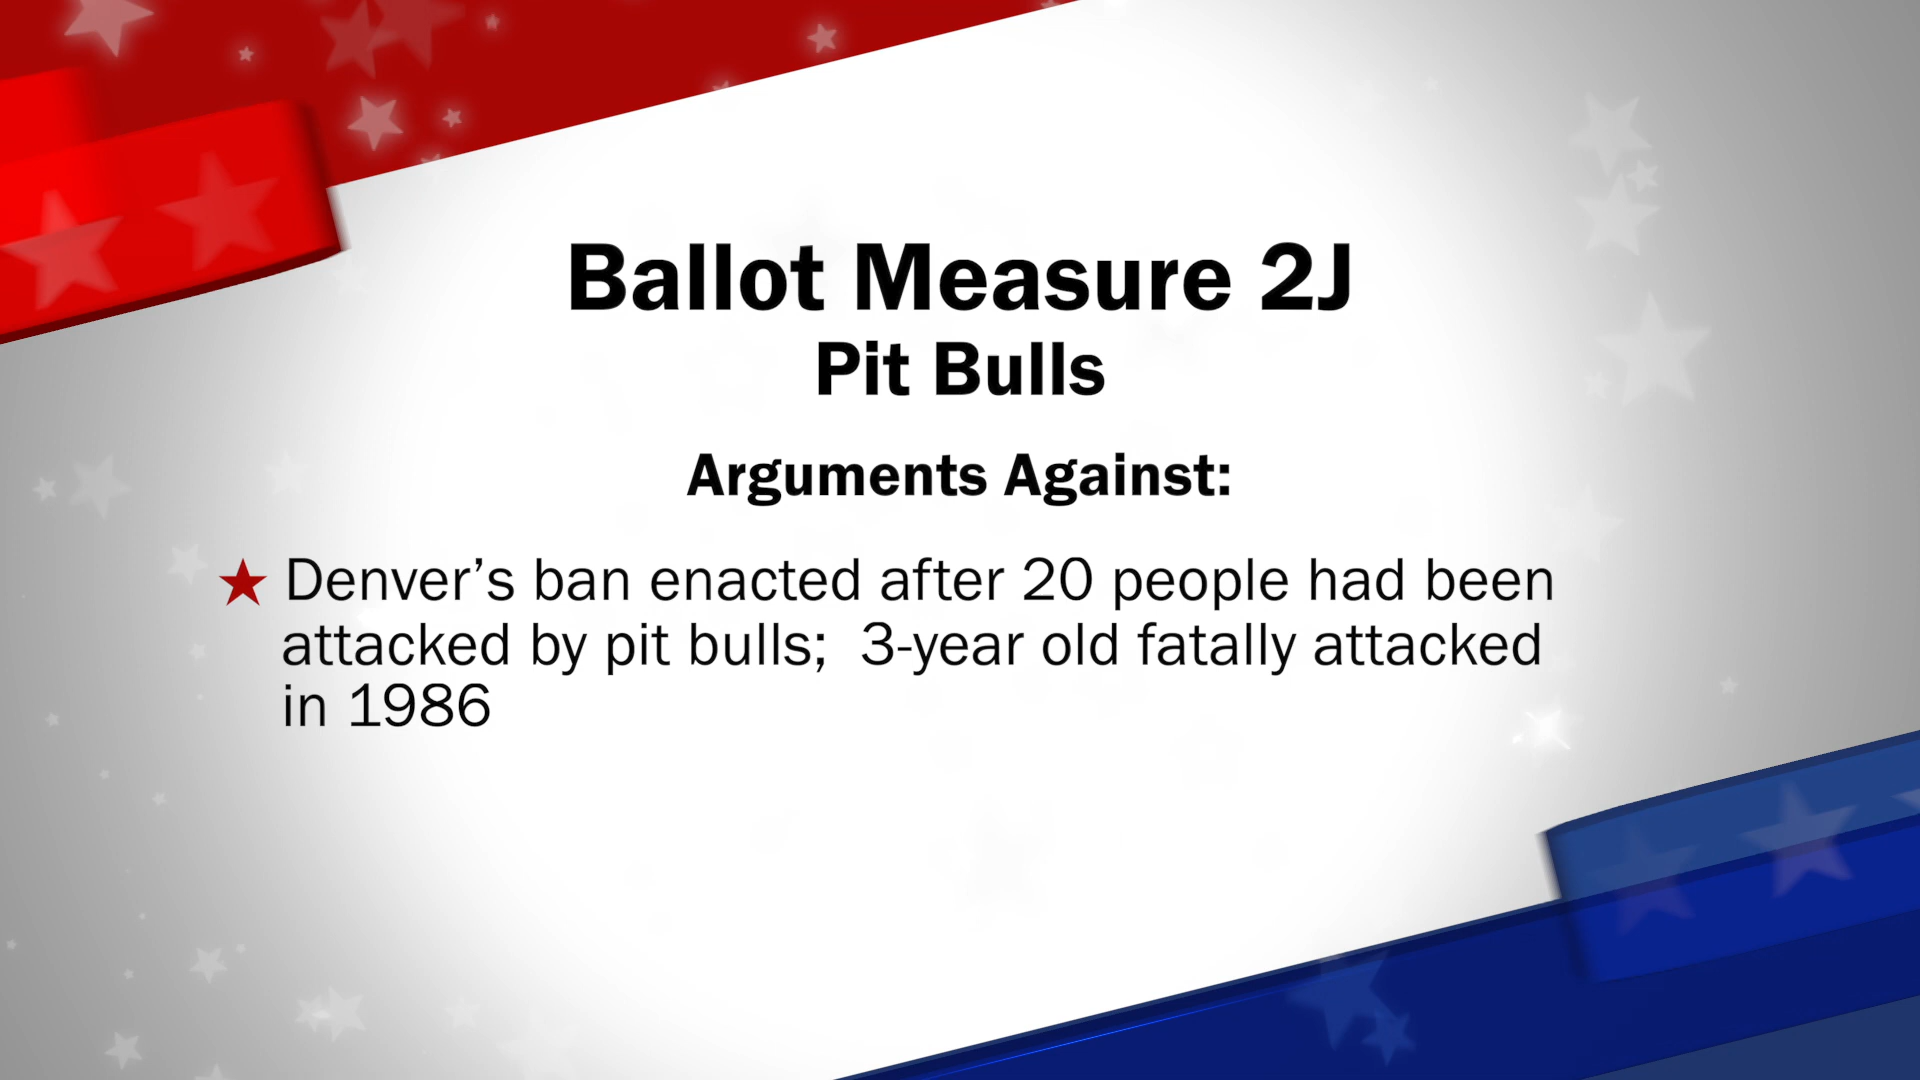 Ballot Measure 2J
Pit Bulls
Arguments Against:
Denver’s ban enacted after 20 people had been
attacked by pit bulls;  3-year old fatally attacked
in 1986